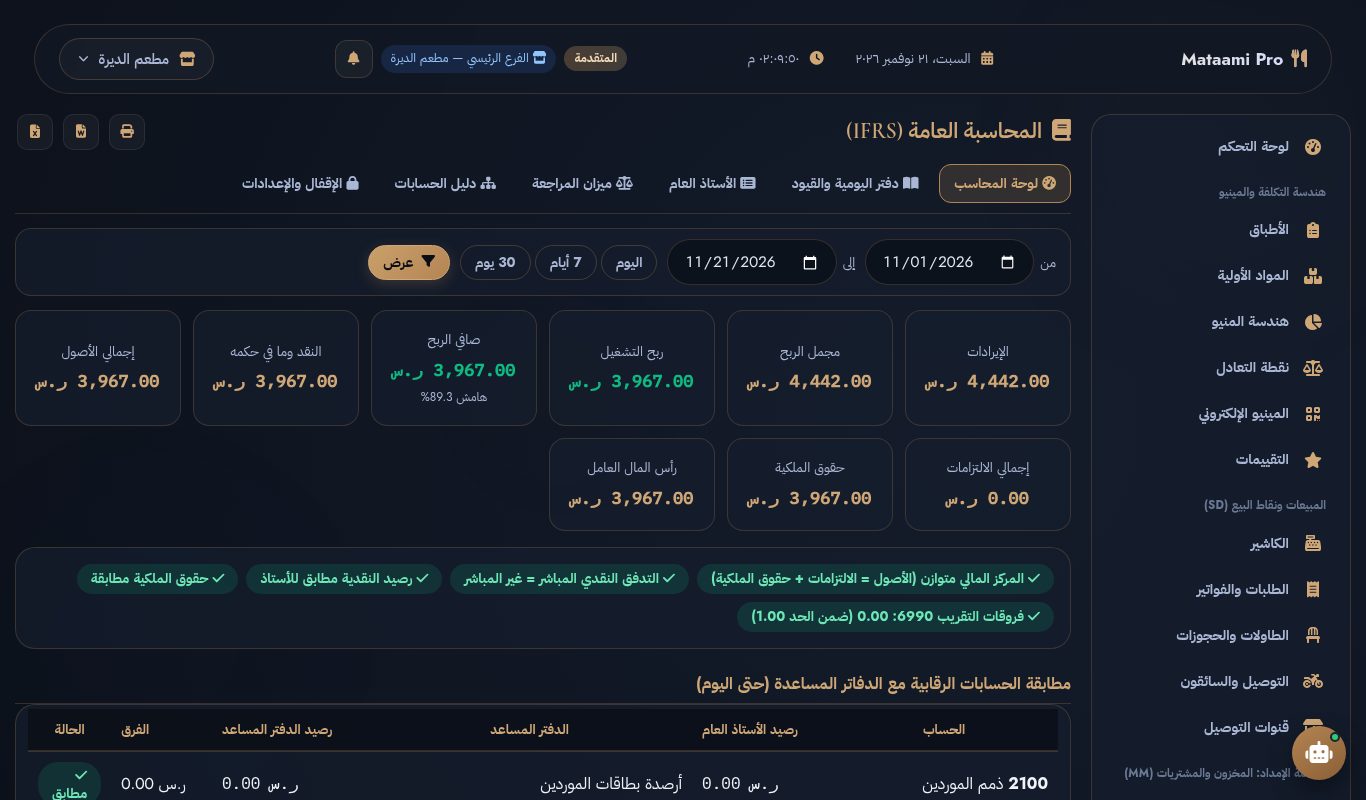 Mataami Pro
السبت، ٢١ نوفمبر ٢٠٢٦
٠٢:٠٩:٥٠ م
المتقدمة
الفرع الرئيسي — مطعم الديرة
مطعم الديرة
لوحة التحكم
هندسة التكلفة والمينيو
الأطباق
المواد الأولية
هندسة المنيو
نقطة التعادل
المينيو الإلكتروني
التقييمات
المبيعات ونقاط البيع (SD)
الكاشير
الطلبات والفواتير
الطاولات والحجوزات
التوصيل والسائقون
قنوات التوصيل
الإمداد: المخزون والمشتريات (MM)
المحاسبة العامة (IFRS)
لوحة المحاسب
دفتر اليومية والقيود
الأستاذ العام
ميزان المراجعة
دليل الحسابات
الإقفال والإعدادات
من 11/01/2026 إلى 11/21/2026 اليوم 7 أيام 30 يوم عرض
الإيرادات
4,442.00 ر.س
مجمل الربح
4,442.00 ر.س
ربح التشغيل
3,967.00 ر.س
صافي الربح
3,967.00 ر.س
هامش 89.3%
النقد وما في حكمه
3,967.00 ر.س
إجمالي الأصول
3,967.00 ر.س
إجمالي الالتزامات
0.00 ر.س
حقوق الملكية
3,967.00 ر.س
رأس المال العامل
3,967.00 ر.س
المركز المالي متوازن (الأصول = الالتزامات + حقوق الملكية)
التدفق النقدي المباشر = غير المباشر
رصيد النقدية مطابق للأستاذ
حقوق الملكية مطابقة
فروقات التقريب 6990: 0.00 (ضمن الحد 1.00)
مطابقة الحسابات الرقابية مع الدفاتر المساعدة (حتى اليوم)
الحساب رصيد الأستاذ العام الدفتر المساعد رصيد الدفتر المساعد الفرق الحالة
2100 ذمم الموردين 0.00 ر.س أرصدة بطاقات الموردين 0.00 ر.س 0.00 ر.س مطابق